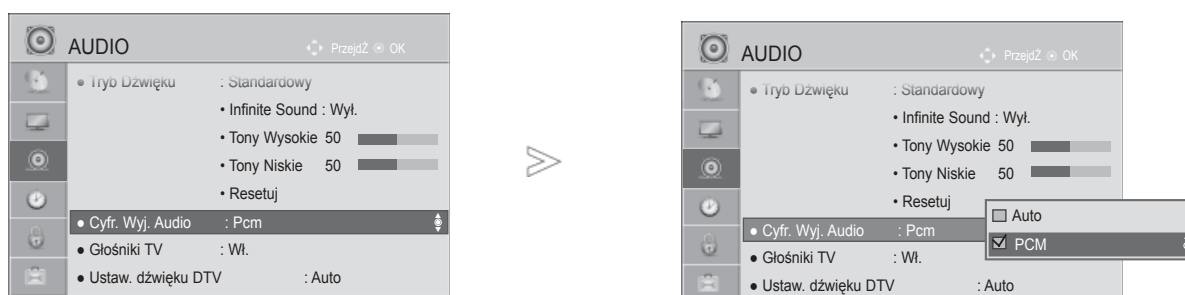 AUDIO
PrzejdŹ OK
● Tryb Dźwięku : Standardowy
• Infinite Sound : Wył.
• Tony Wysokie 50
• Tony Niskie 50
• Resetuj
● Cyfr. Wyj. Audio : Pcm
● Głośniki TV : Wł.
● Ustaw. dźwięku DTV : Auto
AUDIO
PrzejdŹ OK
● Tryb Dźwięku : Standardowy
• Infinite Sound : Wył.
• Tony Wysokie 50
• Tony Niskie 50
• Resetuj
● Cyfr. Wyj. Audio : Pcm
Auto
PCM
● Głośniki TV : Wł.
● Ustaw. dźwięku DTV : Auto